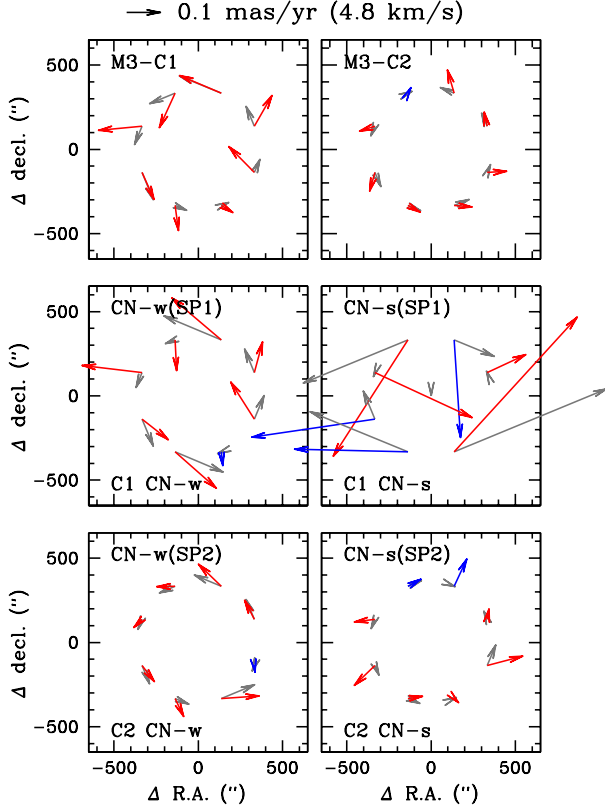 0.1 mas/yr (4.8 km/s)
M3-C1 M3-C2
500
Δ decl. (")
0
-500
CN-w(SP1) CN-s(SP1)
500
Δ decl. (")
0
-500
C1 CN-w C1 CN-s
CN-w(SP2) CN-s(SP2)
500
Δ decl. (")
0
-500
C2 CN-w C2 CN-s
-500 0 500 -500 0 500
Δ R.A. (") Δ R.A. (")